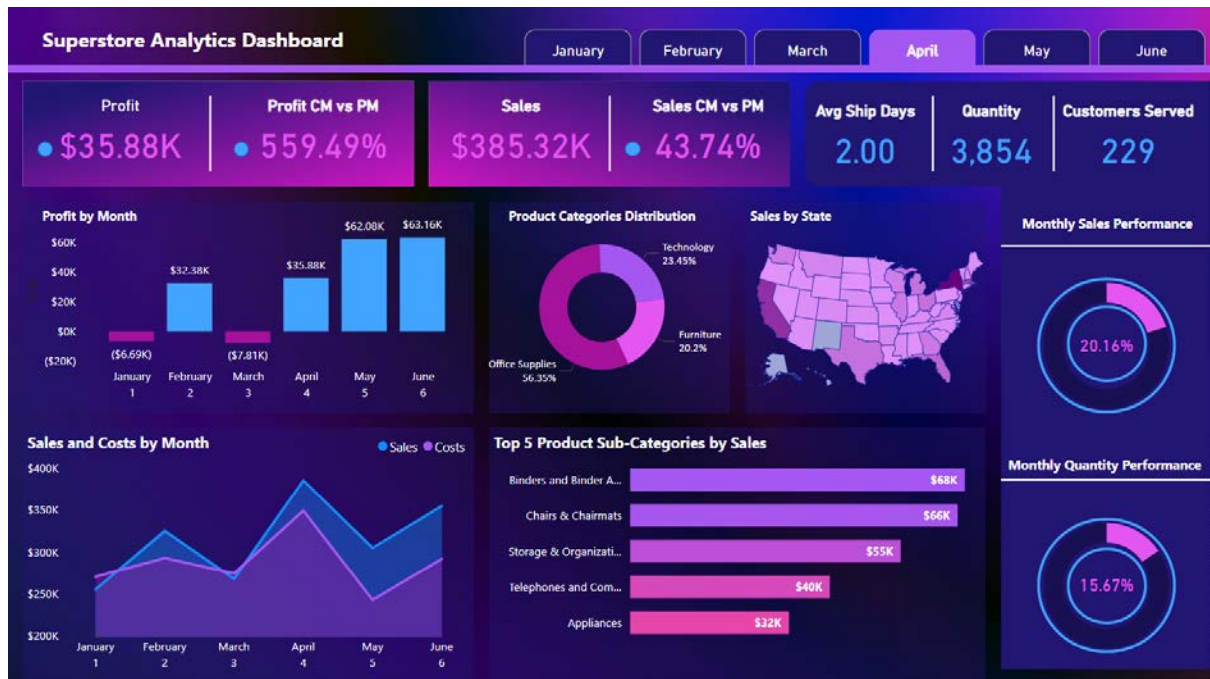 Superstore Analytics Dashboard
January
February
March
April
May
June
Profit
$35.88K
Profit CM vs PM
559.49%
Sales
$385.32K
Sales CM vs PM
43.74%
Avg Ship Days
2.00
Quantity
3,854
Customers Served
229
Profit by Month
$60K
$40K
$20K
$0K
($20K)
($6.69K)
$32.38K
($7.81K)
$35.88K
$62.08K
$63.16K
January February March April May June
1 2 3 4 5 6
Product Categories Distribution
Technology
23.45%
Furniture
20.2%
Office Supplies
56.35%
Sales by State
Monthly Sales Performance
20.16%
Sales and Costs by Month
Sales Costs
$400K
$350K
$300K
$250K
$200K
January February March April May June
1 2 3 4 5 6
Top 5 Product Sub-Categories by Sales
Binders and Binder A... $68K
Chairs & Chairmats $66K
Storage & Organizati... $55K
Telephones and Com... $40K
Appliances $32K
Monthly Quantity Performance
15.67%